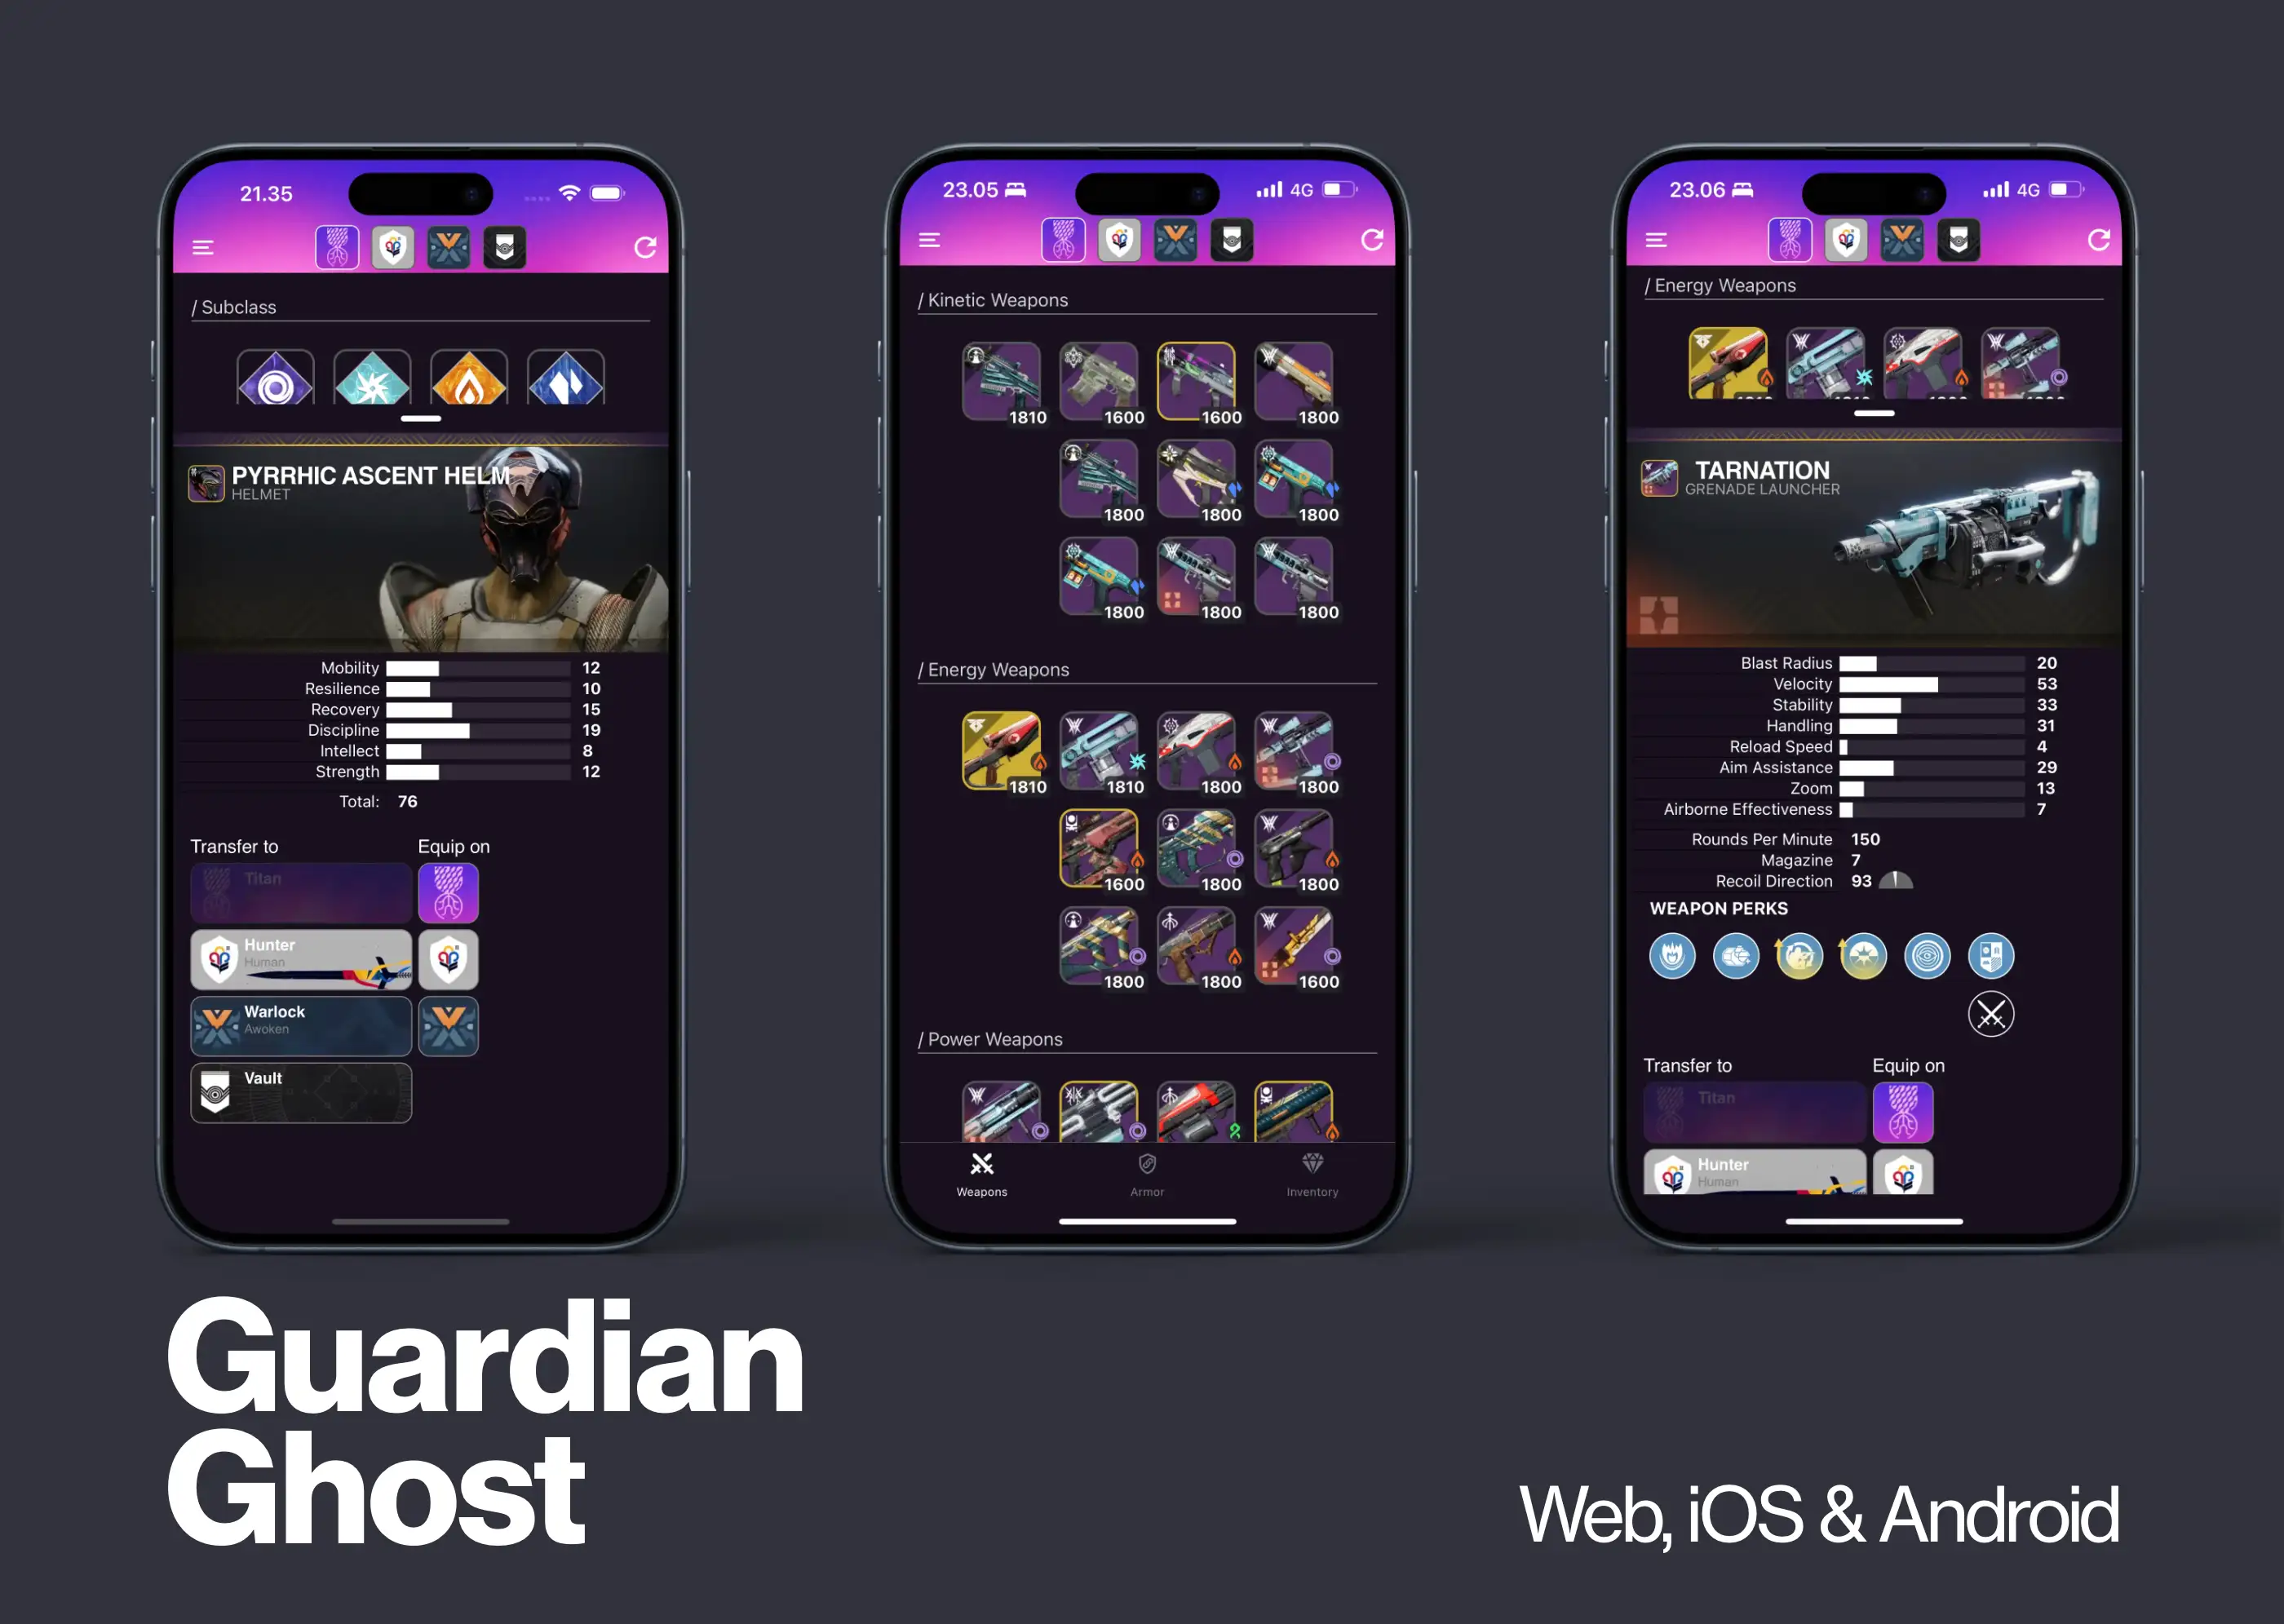 21.35
/ Subclass
PYRRHIC ASCENT HELM
HELMET
Mobility 12
Resilience 10
Recovery 15
Discipline 19
Intellect 8
Strength 12
Total: 76
Transfer to Equip on
Titan
Hunter
Human
Warlock
Awoken
Vault
23.05 4G
/ Kinetic Weapons
1810 1600 1600 1800
1800 1800 1800
1800 1800 1800
/ Energy Weapons
1810 1810 1800 1800
1600 1800 1800
1800 1800 1600
/ Power Weapons
Weapons Armor Inventory
23.06 4G
/ Energy Weapons
TARNATION
GRENADE LAUNCHER
Blast Radius 20
Velocity 53
Stability 33
Handling 31
Reload Speed 4
Aim Assistance 29
Zoom 13
Airborne Effectiveness 7
Rounds Per Minute 150
Magazine 7
Recoil Direction 93
WEAPON PERKS
Transfer to Equip on
Titan
Hunter
Human
Guardian
Ghost
Web, iOS & Android